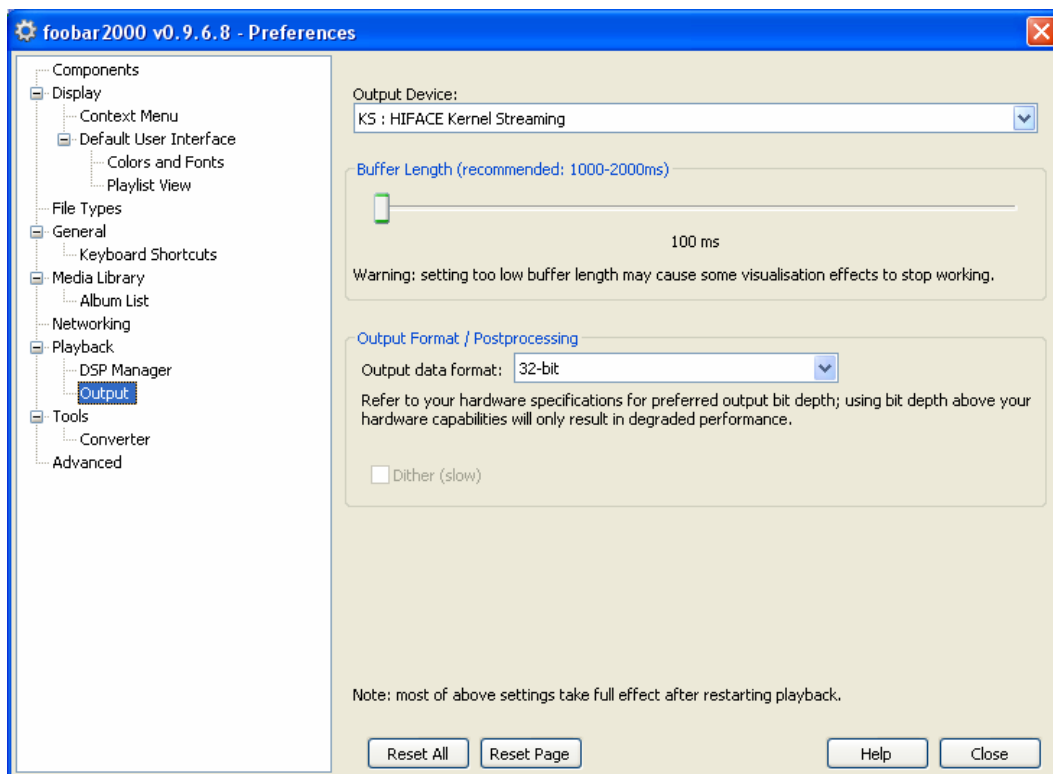 foobar2000 v0.9.6.8 - Preferences
Components
Display
Context Menu
Default User Interface
Colors and Fonts
Playlist View
File Types
General
Keyboard Shortcuts
Media Library
Album List
Networking
Playback
DSP Manager
Output
Tools
Converter
Advanced
Output Device:
KS : HIFACE Kernel Streaming
Buffer Length (recommended: 1000-2000ms)
100 ms
Warning: setting too low buffer length may cause some visualisation effects to stop working.
Output Format / Postprocessing
Output data format: 32-bit
Refer to your hardware specifications for preferred output bit depth; using bit depth above your
hardware capabilities will only result in degraded performance.
Dither (slow)
Note: most of above settings take full effect after restarting playback.
Reset All Reset Page Help Close